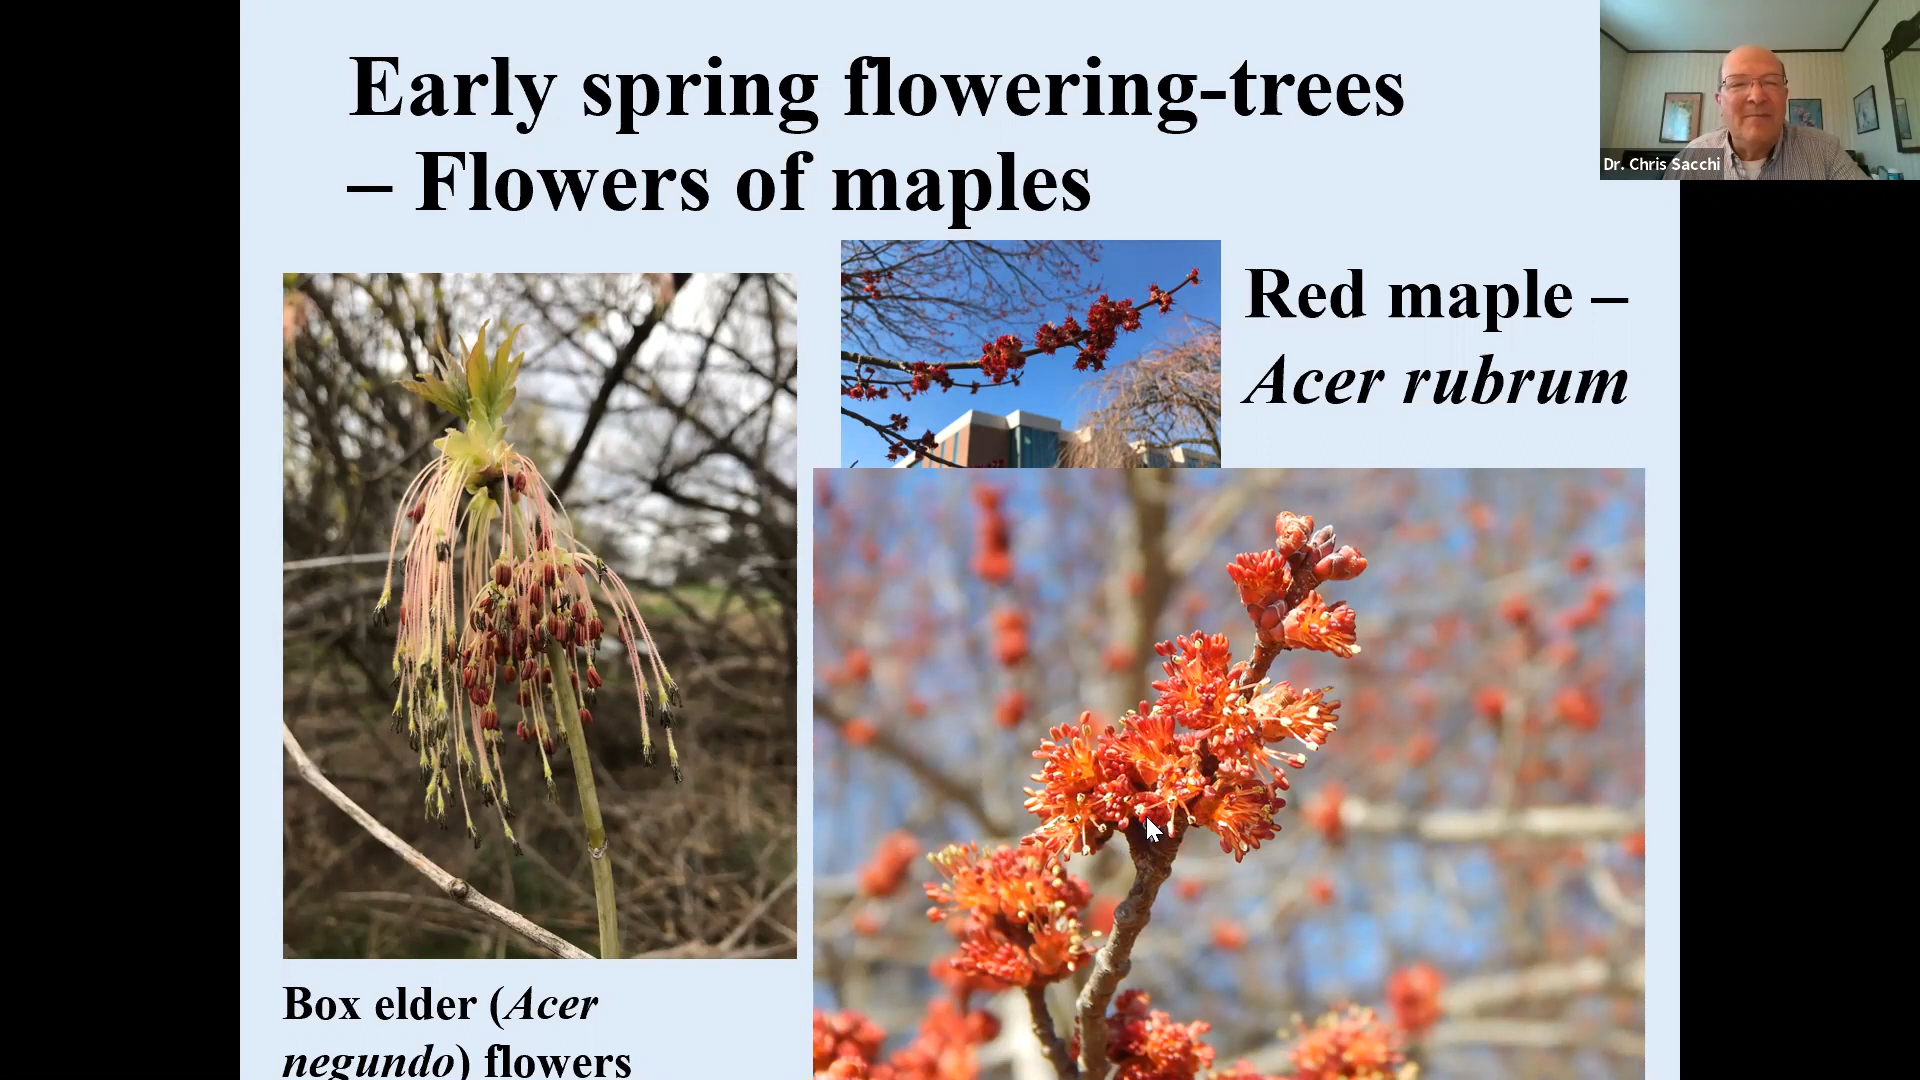 Early spring flowering-trees
– Flowers of maples
Dr. Chris Sacchi
Red maple –
Acer rubrum
Box elder (Acer
negundo) flowers